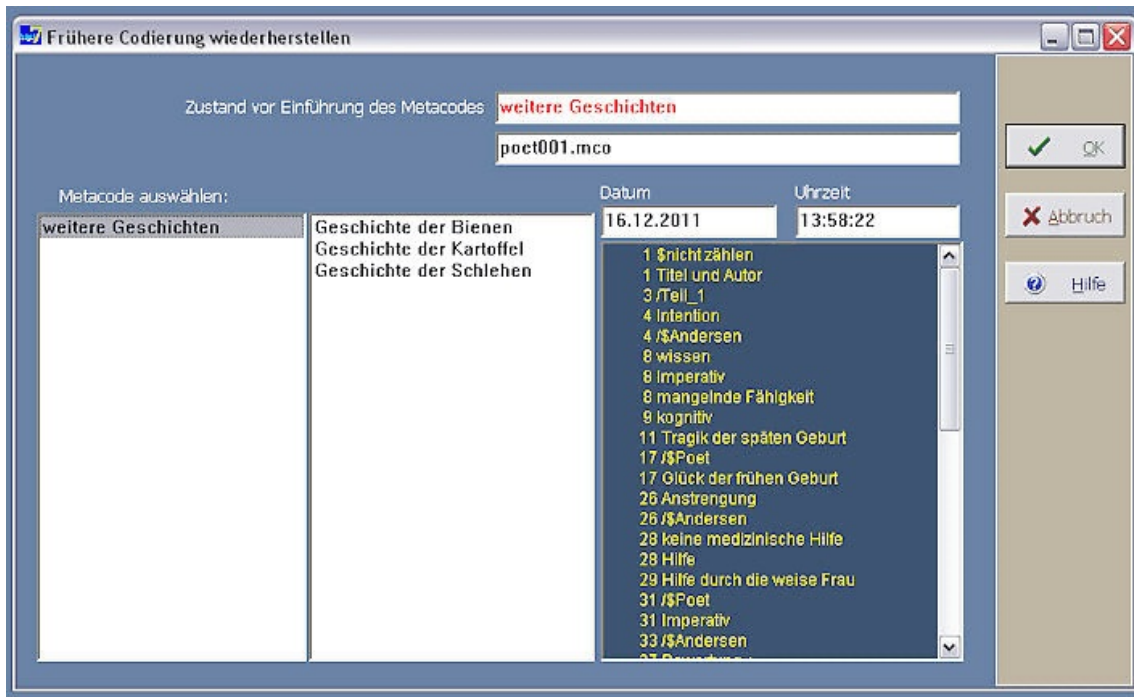 Frühere Codierung wiederherstellen
Zustand vor Einführung des Metacodes
weitere Geschichten
poet001.mco
OK
Abbruch
Hilfe
Metacode auswählen:
weitere Geschichten
Geschichte der Bienen
Geschichte der Kartoffel
Geschichte der Schlehen
Datum
Uhrzeit
16.12.2011
13:58:22
1 $nicht zählen
1 Titel und Autor
3 /Teil_1
4 Intention
4 /$Andersen
8 wissen
8 Imperativ
8 mangelnde Fähigkeit
9 kognitiv
11 Tragik der späten Geburt
17 /$Poet
17 Glück der frühen Geburt
26 Anstrengung
26 /$Andersen
28 keine medizinische Hilfe
28 Hilfe
29 Hilfe durch die weise Frau
31 /$Poet
31 Imperativ
33 /$Andersen